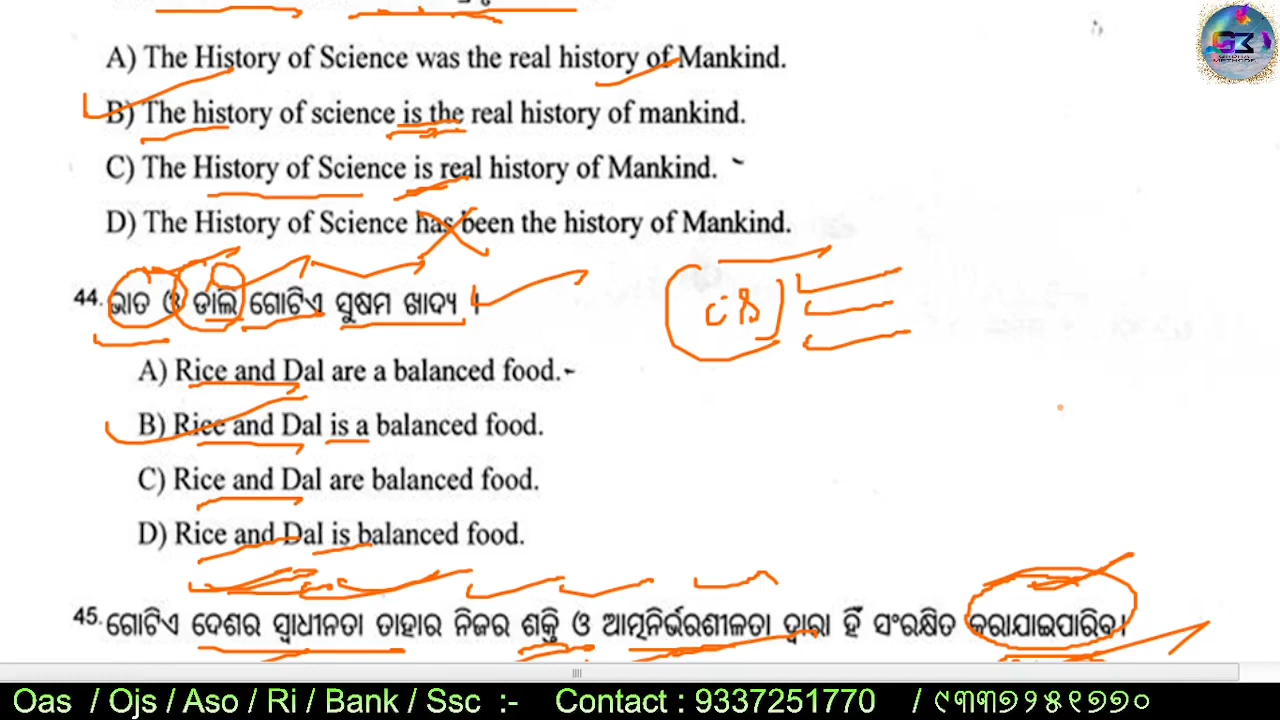 A) The History of Science was the real history of Mankind.
B) The history of science is the real history of mankind.
C) The History of Science is real history of Mankind.
D) The History of Science has been the history of Mankind.
44. ଭାତ ଓ ଡାଲି ଗୋଟିଏ ସୁଷମ ଖାଦ୍ୟ ।
A) Rice and Dal are a balanced food.
B) Rice and Dal is a balanced food.
C) Rice and Dal are balanced food.
D) Rice and Dal is balanced food.
45. ଗୋଟିଏ ଦେଶର ସ୍ୱାଧୀନତା ତାହାର ନିଜର ଶକ୍ତି ଓ ଆତ୍ମନିର୍ଭରଶୀଳତା ଦ୍ୱାରା ହିଁ ସଂରକ୍ଷିତ କରାଯାଇପାରିବ।
Oas / Ojs / Aso / Ri / Bank / Ssc :- Contact : 9337251770 / ୯୩୩୭୨୫୧୭୭୦